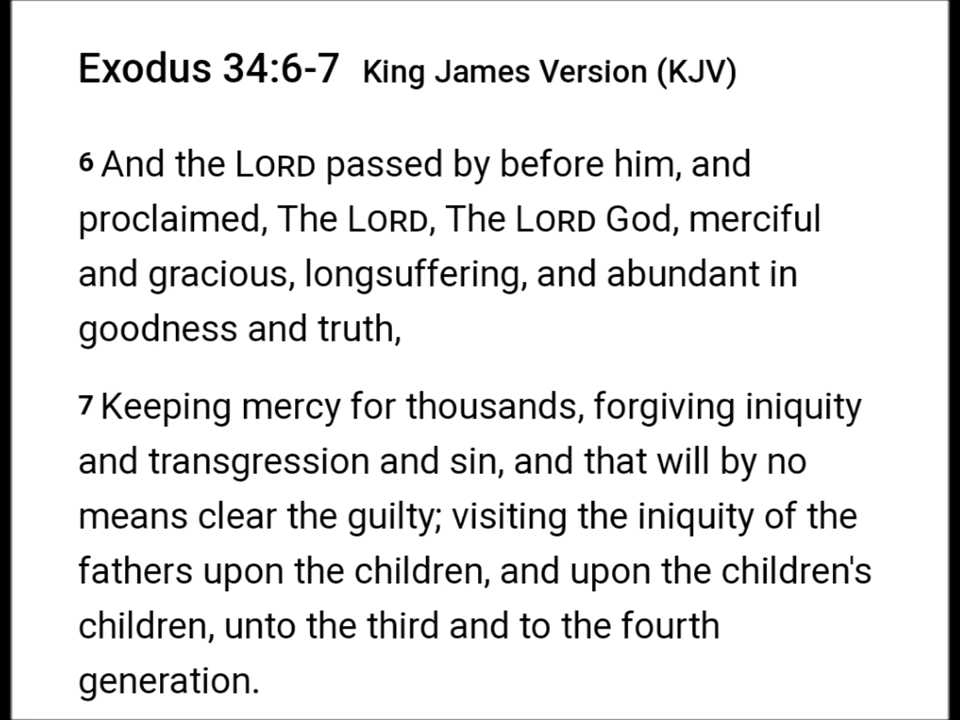 Exodus 34:6-7 King James Version (KJV)
6 And the LORD passed by before him, and
proclaimed, The LORD, The LORD God, merciful
and gracious, longsuffering, and abundant in
goodness and truth,
7 Keeping mercy for thousands, forgiving iniquity
and transgression and sin, and that will by no
means clear the guilty; visiting the iniquity of the
fathers upon the children, and upon the children's
children, unto the third and to the fourth
generation.